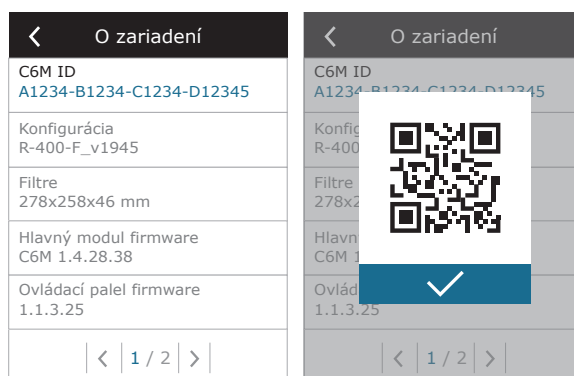 O zariadení
C6M ID
A1234-B1234-C1234-D12345
Konfigurácia
R-400-F_v1945
Filtre
278x258x46 mm
Hlavný modul firmware
C6M 1.4.28.38
Ovládací palel firmware
1.1.3.25
1 / 2
O zariadení
C6M ID
A1234-B1234-C1234-D12345
Konfig
R-400
Filtre
278x2
Hlavn
C6M 1
Ovlád
1.1.3.25
1 / 2